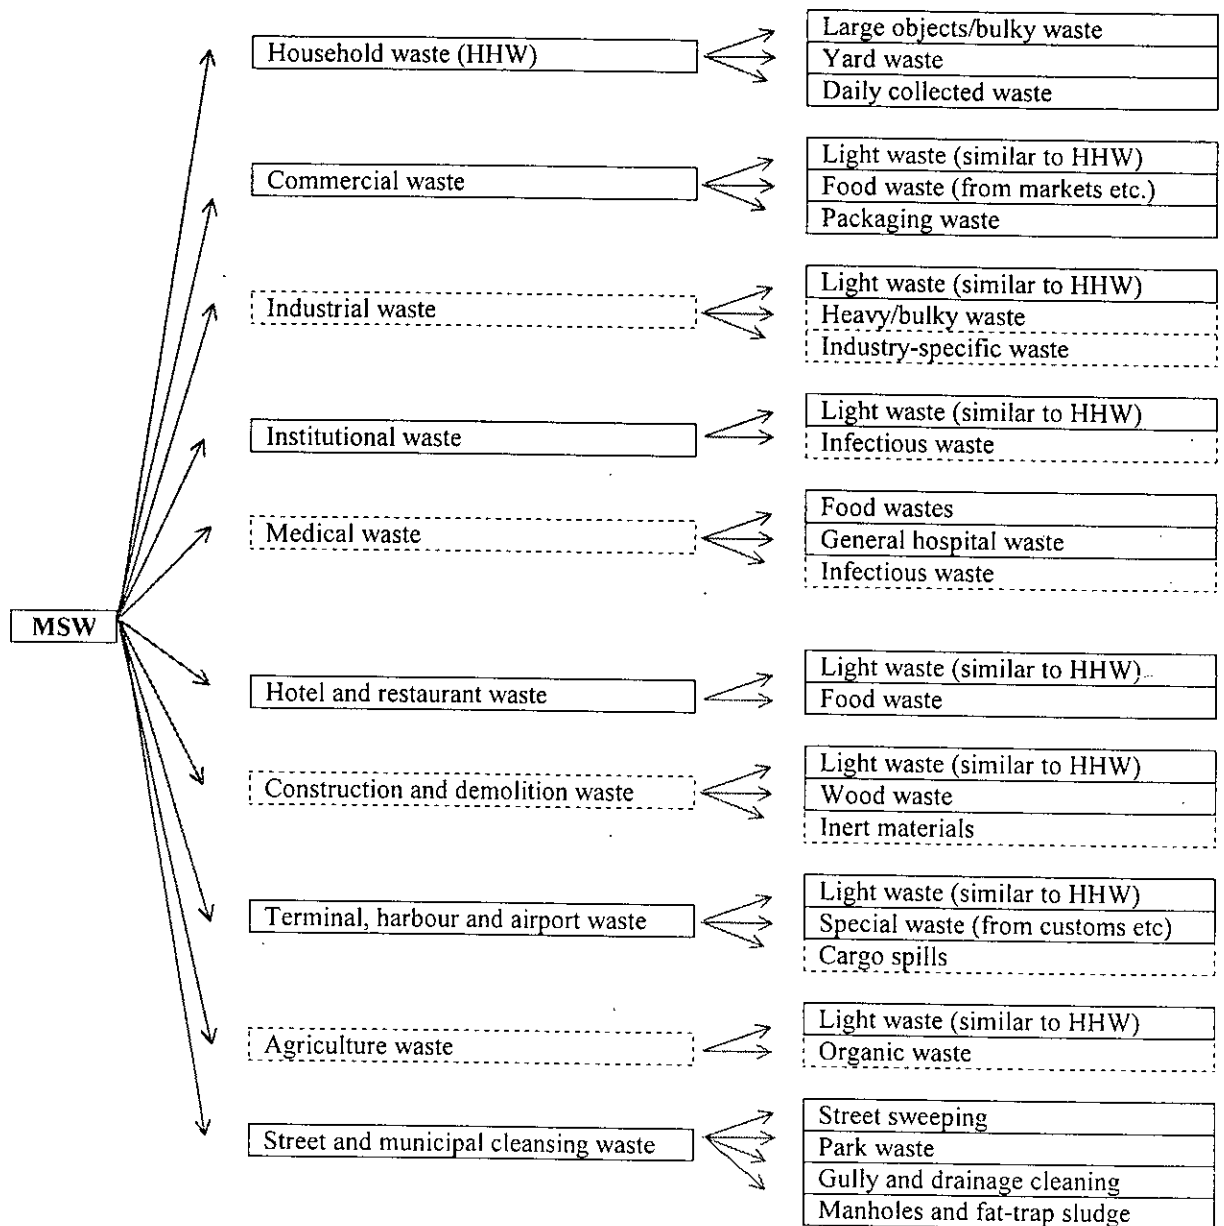 MSW
Household waste (HHW)
Large objects/bulky waste
Yard waste
Daily collected waste
Commercial waste
Light waste (similar to HHW)
Food waste (from markets etc.)
Packaging waste
Industrial waste
Light waste (similar to HHW)
Heavy/bulky waste
Industry-specific waste
Institutional waste
Light waste (similar to HHW)
Infectious waste
Medical waste
Food wastes
General hospital waste
Infectious waste
Hotel and restaurant waste
Light waste (similar to HHW)
Food waste
Construction and demolition waste
Light waste (similar to HHW)
Wood waste
Inert materials
Terminal, harbour and airport waste
Light waste (similar to HHW)
Special waste (from customs etc)
Cargo spills
Agriculture waste
Light waste (similar to HHW)
Organic waste
Street and municipal cleansing waste
Street sweeping
Park waste
Gully and drainage cleaning
Manholes and fat-trap sludge